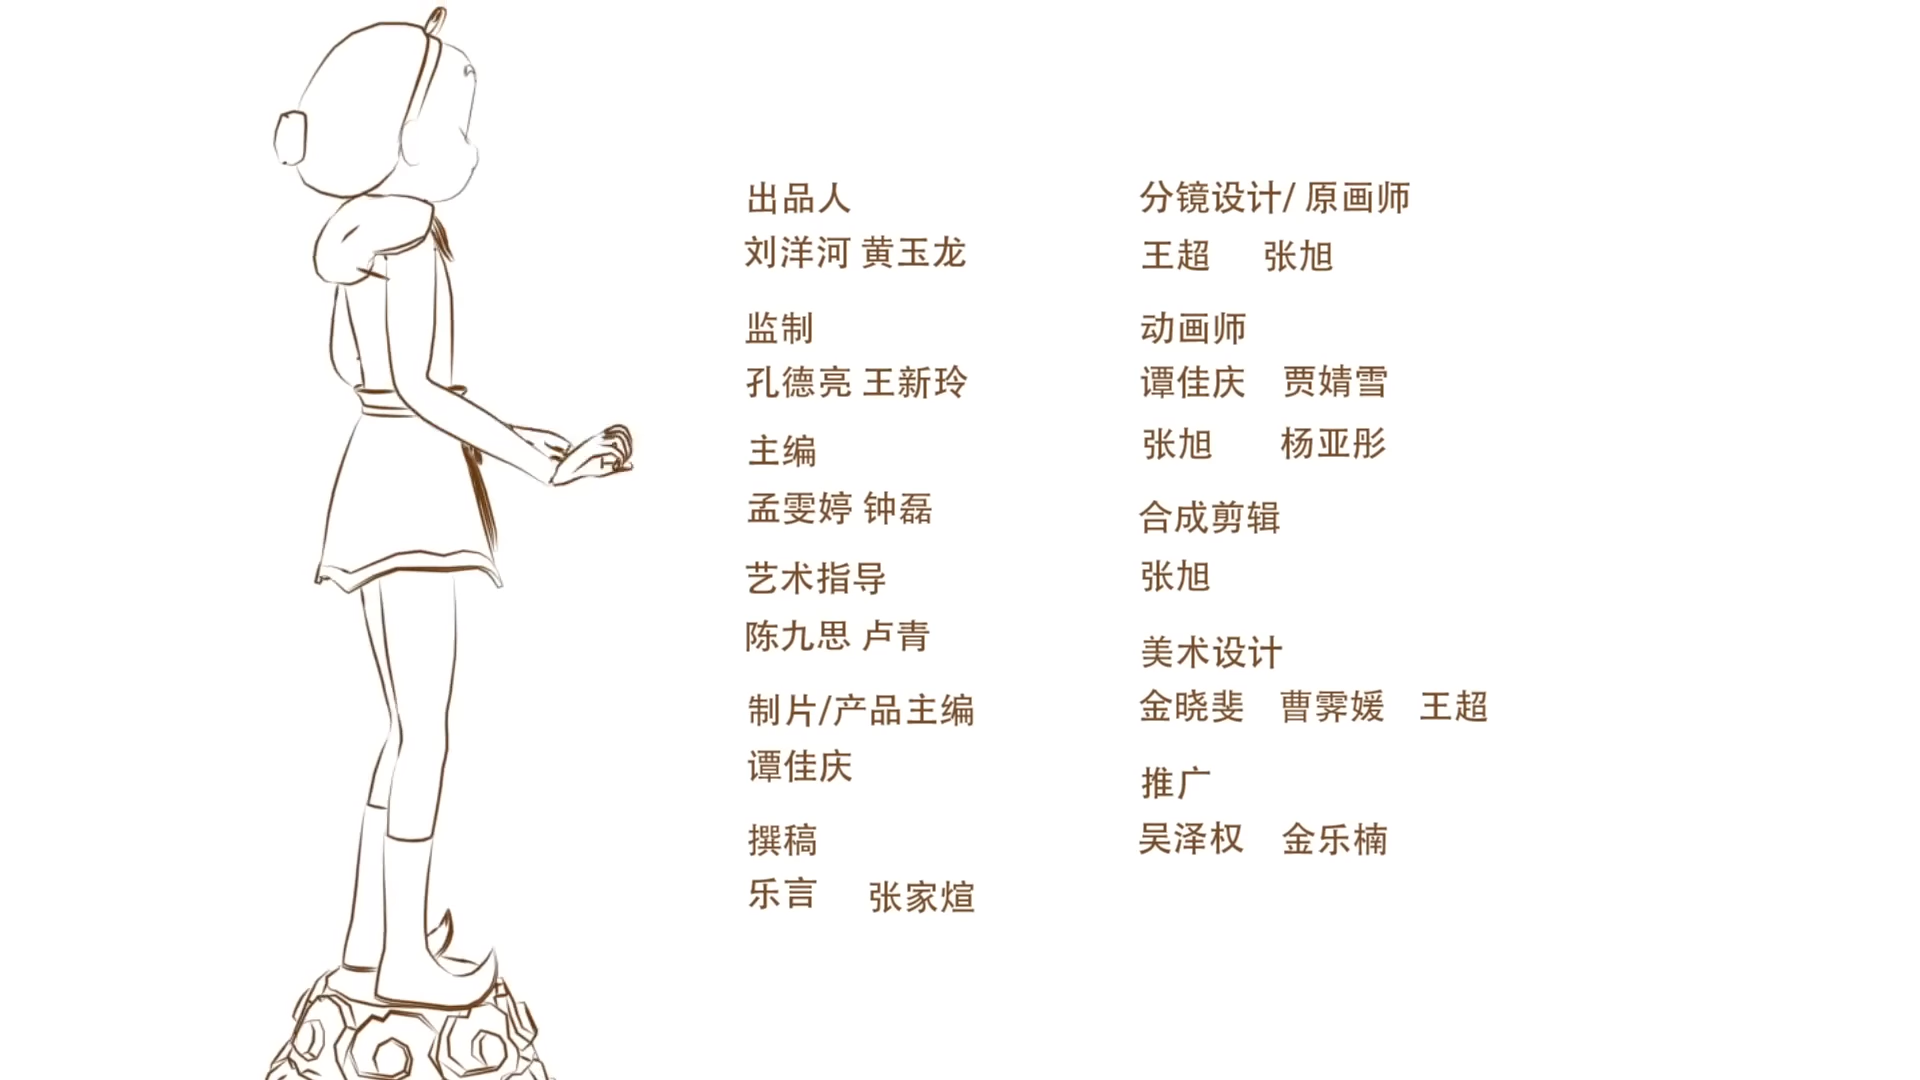 出品人
刘洋河 黄玉龙
监制
孔德亮 王新玲
主编
孟雯婷 钟磊
艺术指导
陈九思 卢青
制片/产品主编
谭佳庆
撰稿
乐言 张家煊
分镜设计/ 原画师
王超 张旭
动画师
谭佳庆 贾婧雪
张旭 杨亚彤
合成剪辑
张旭
美术设计
金晓斐 曹霁媛 王超
推广
吴泽权 金乐楠